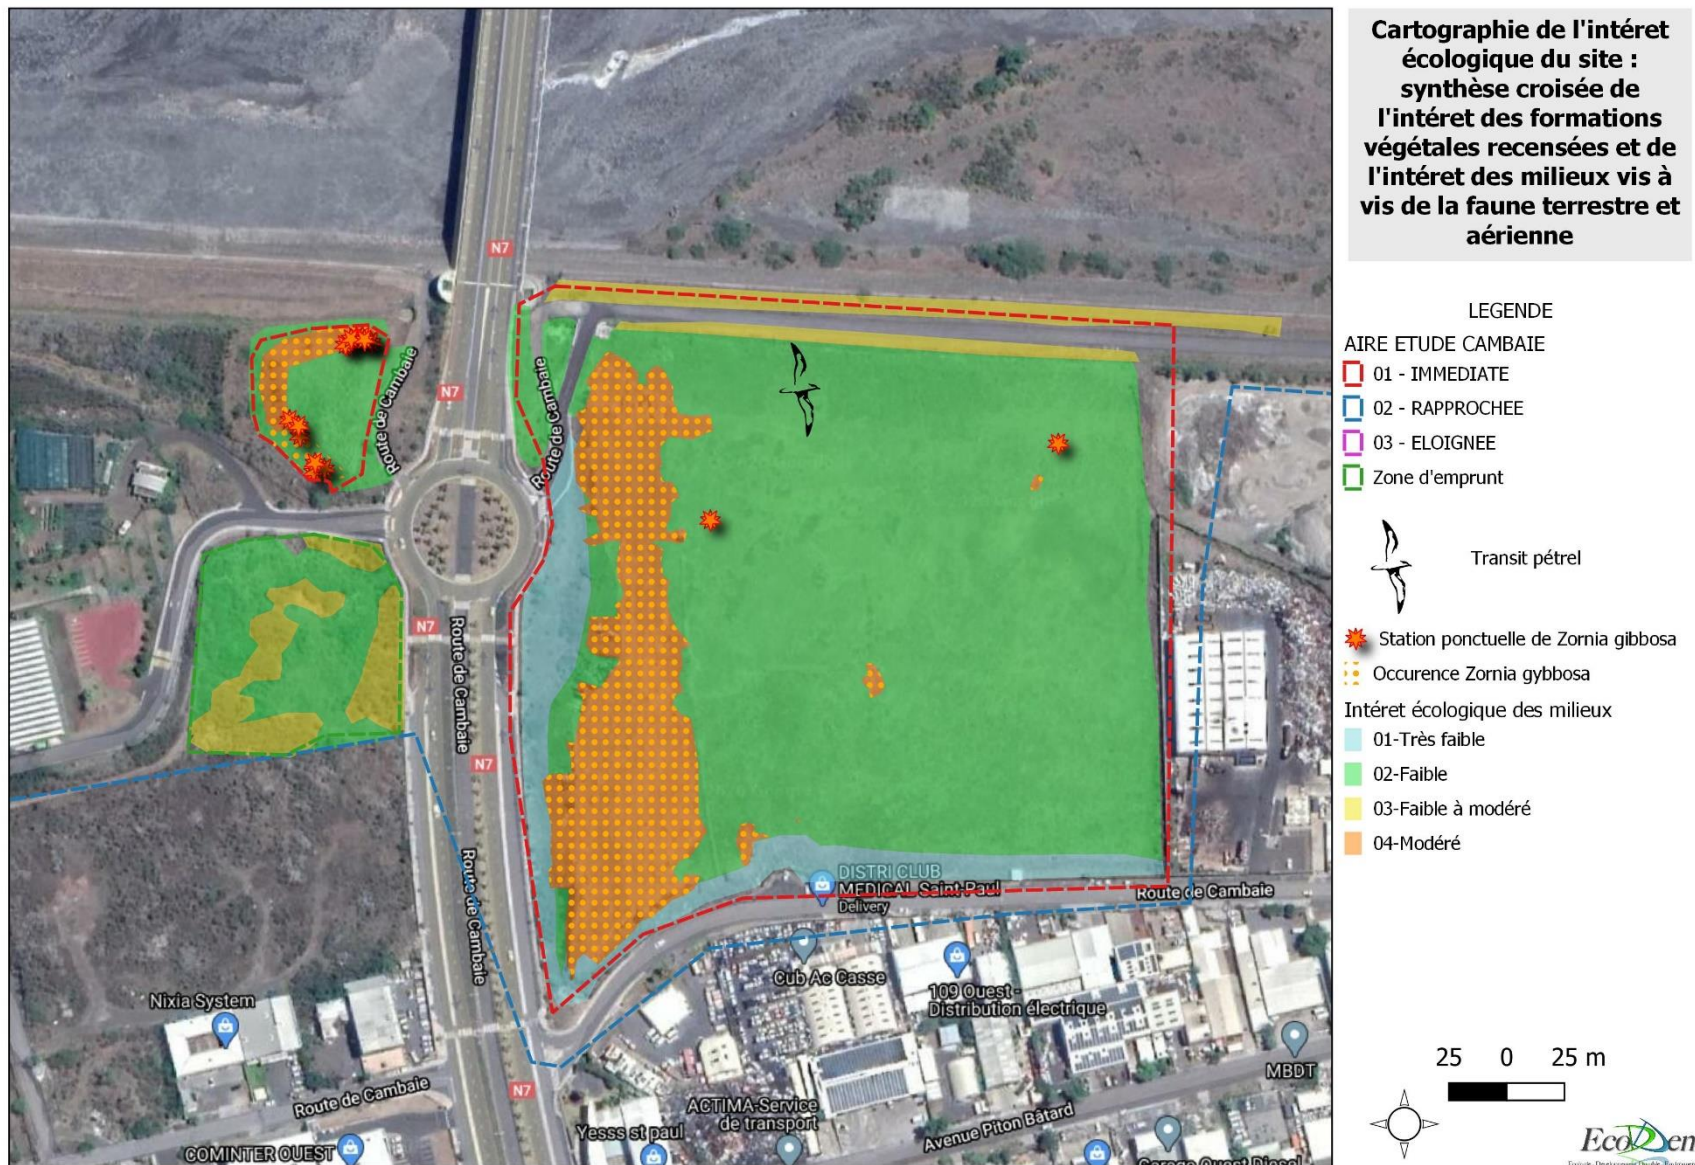 Cartographie de l'intéret
écologique du site :
synthèse croisée de
l'intéret des formations
végétales recensées et de
l'intéret des milieux vis à
vis de la faune terrestre et
aérienne
LEGENDE
AIRE ETUDE CAMBAIE
01 - IMMEDIATE
02 - RAPPROCHEE
03 - ELOIGNEE
Zone d'emprunt
Transit pétrel
Station ponctuelle de Zornia gibbosa
Occurence Zornia gybbosa
Intéret écologique des milieux
01-Très faible
02-Faible
03-Faible à modéré
04-Modéré
25 0 25 m
EcoDDen
N7
N7
Route de Cambaie
Route de Cambaie
N7
Route de Cambaie
N7
Route de Cambaie
DISTRI CLUB
MEDICAL Saint-Paul
Delivery
Route de Cambaie
Cub Ac Casse
109 Ouest -
Distribution électrique
Nixia System
MBDT
N7
Route de Cambaie
ACTIMA-Service
de transport
Avenue Piton Bâtard
Yesss st paul
COMINTER OUEST
Garage Ouest Diesel